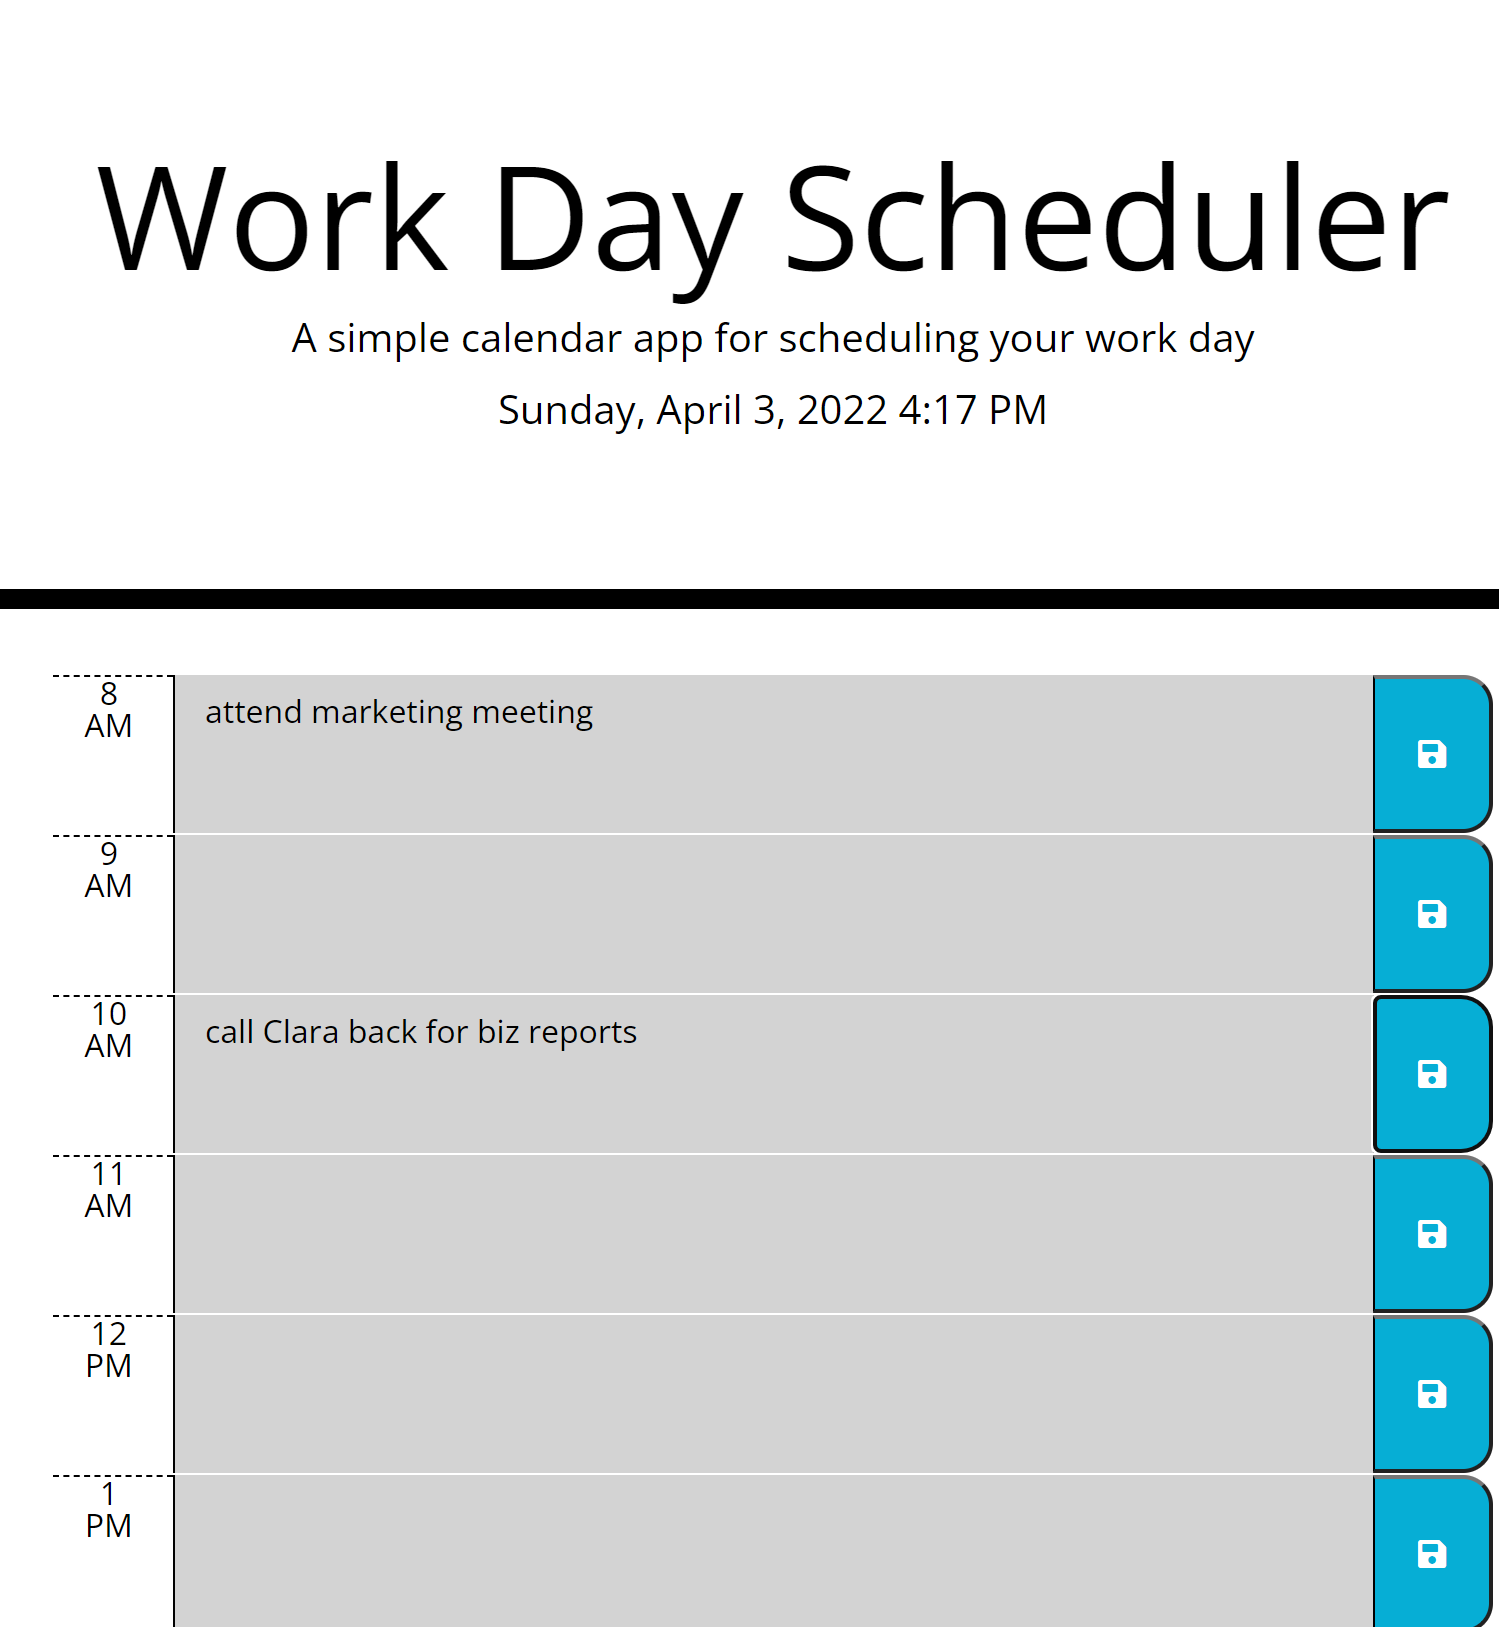 Work Day Scheduler
A simple calendar app for scheduling your work day
Sunday, April 3, 2022 4:17 PM
8
AM
attend marketing meeting
9
AM
10
AM
call Clara back for biz reports
11
AM
12
PM
1
PM